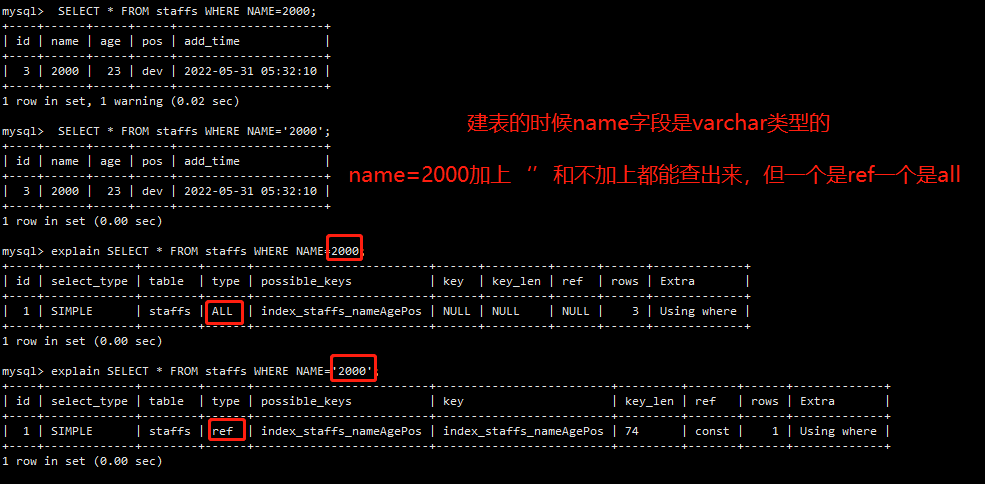 mysql>  SELECT * FROM staffs WHERE NAME=2000;
+----+------+-----+-----+---------------------+
| id | name | age | pos | add_time            |
+----+------+-----+-----+---------------------+
|  3 | 2000 |  23 | dev | 2022-05-31 05:32:10 |
+----+------+-----+-----+---------------------+
1 row in set, 1 warning (0.02 sec)
建表的时候name字段是varchar类型的
mysql>  SELECT * FROM staffs WHERE NAME='2000';
+----+------+-----+-----+---------------------+
| id | name | age | pos | add_time            |
+----+------+-----+-----+---------------------+
|  3 | 2000 |  23 | dev | 2022-05-31 05:32:10 |
+----+------+-----+-----+---------------------+
1 row in set (0.00 sec)
name=2000加上 ‘’ 和不加上都能查出来，但一个是ref一个是all
mysql> explain SELECT * FROM staffs WHERE NAME=2000;
+----+-------------+--------+------+-----------------------+------+---------+------+------+-------------+
| id | select_type | table  | type | possible_keys         | key  | key_len | ref  | rows | Extra       |
+----+-------------+--------+------+-----------------------+------+---------+------+------+-------------+
|  1 | SIMPLE      | staffs | ALL  | index_staffs_nameAgePos | NULL | NULL    | NULL |    3 | Using where |
+----+-------------+--------+------+-----------------------+------+---------+------+------+-------------+
1 row in set (0.00 sec)
mysql> explain SELECT * FROM staffs WHERE NAME='2000';
+----+-------------+--------+------+-------------------------+-------------------------+---------+-------+------+-------------+
| id | select_type | table  | type | possible_keys           | key                     | key_len | ref   | rows | Extra       |
+----+-------------+--------+------+-------------------------+-------------------------+---------+-------+------+-------------+
|  1 | SIMPLE      | staffs | ref  | index_staffs_nameAgePos | index_staffs_nameAgePos | 74      | const |    1 | Using where |
+----+-------------+--------+------+-------------------------+-------------------------+---------+-------+------+-------------+
1 row in set (0.00 sec)